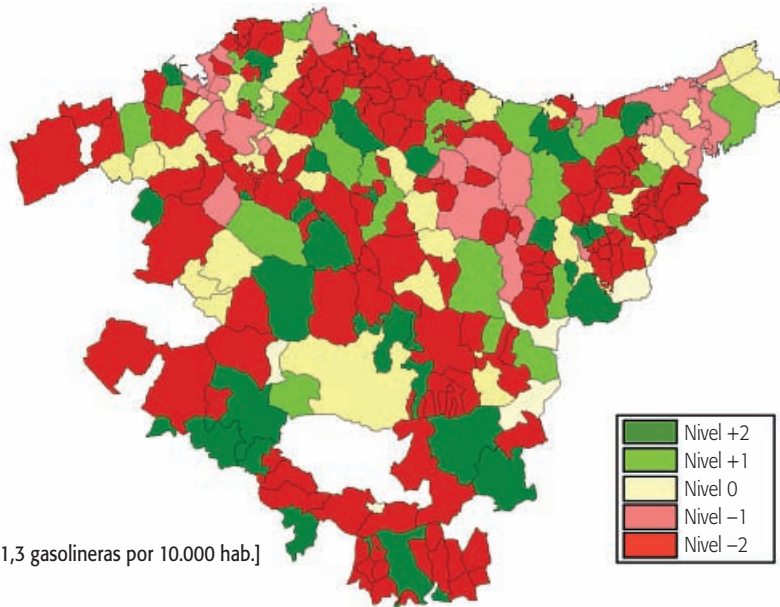 Nivel +2
Nivel +1
Nivel 0
Nivel –1
Nivel –2
1,3 gasolineras por 10.000 hab.]